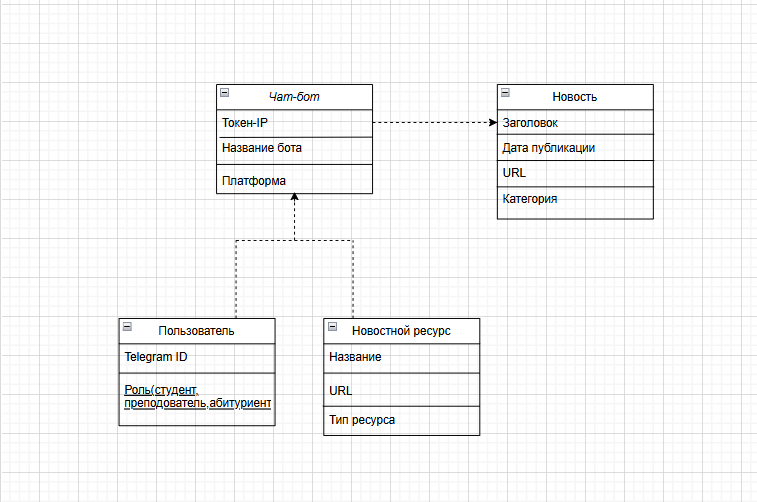 Чат-бот
Токен-IP
Название бота
Платформа
Новость
Заголовок
Дата публикации
URL
Категория
Пользователь
Telegram ID
Роль(студент,
преподователь,абитуриент
Новостной ресурс
Название
URL
Тип ресурса